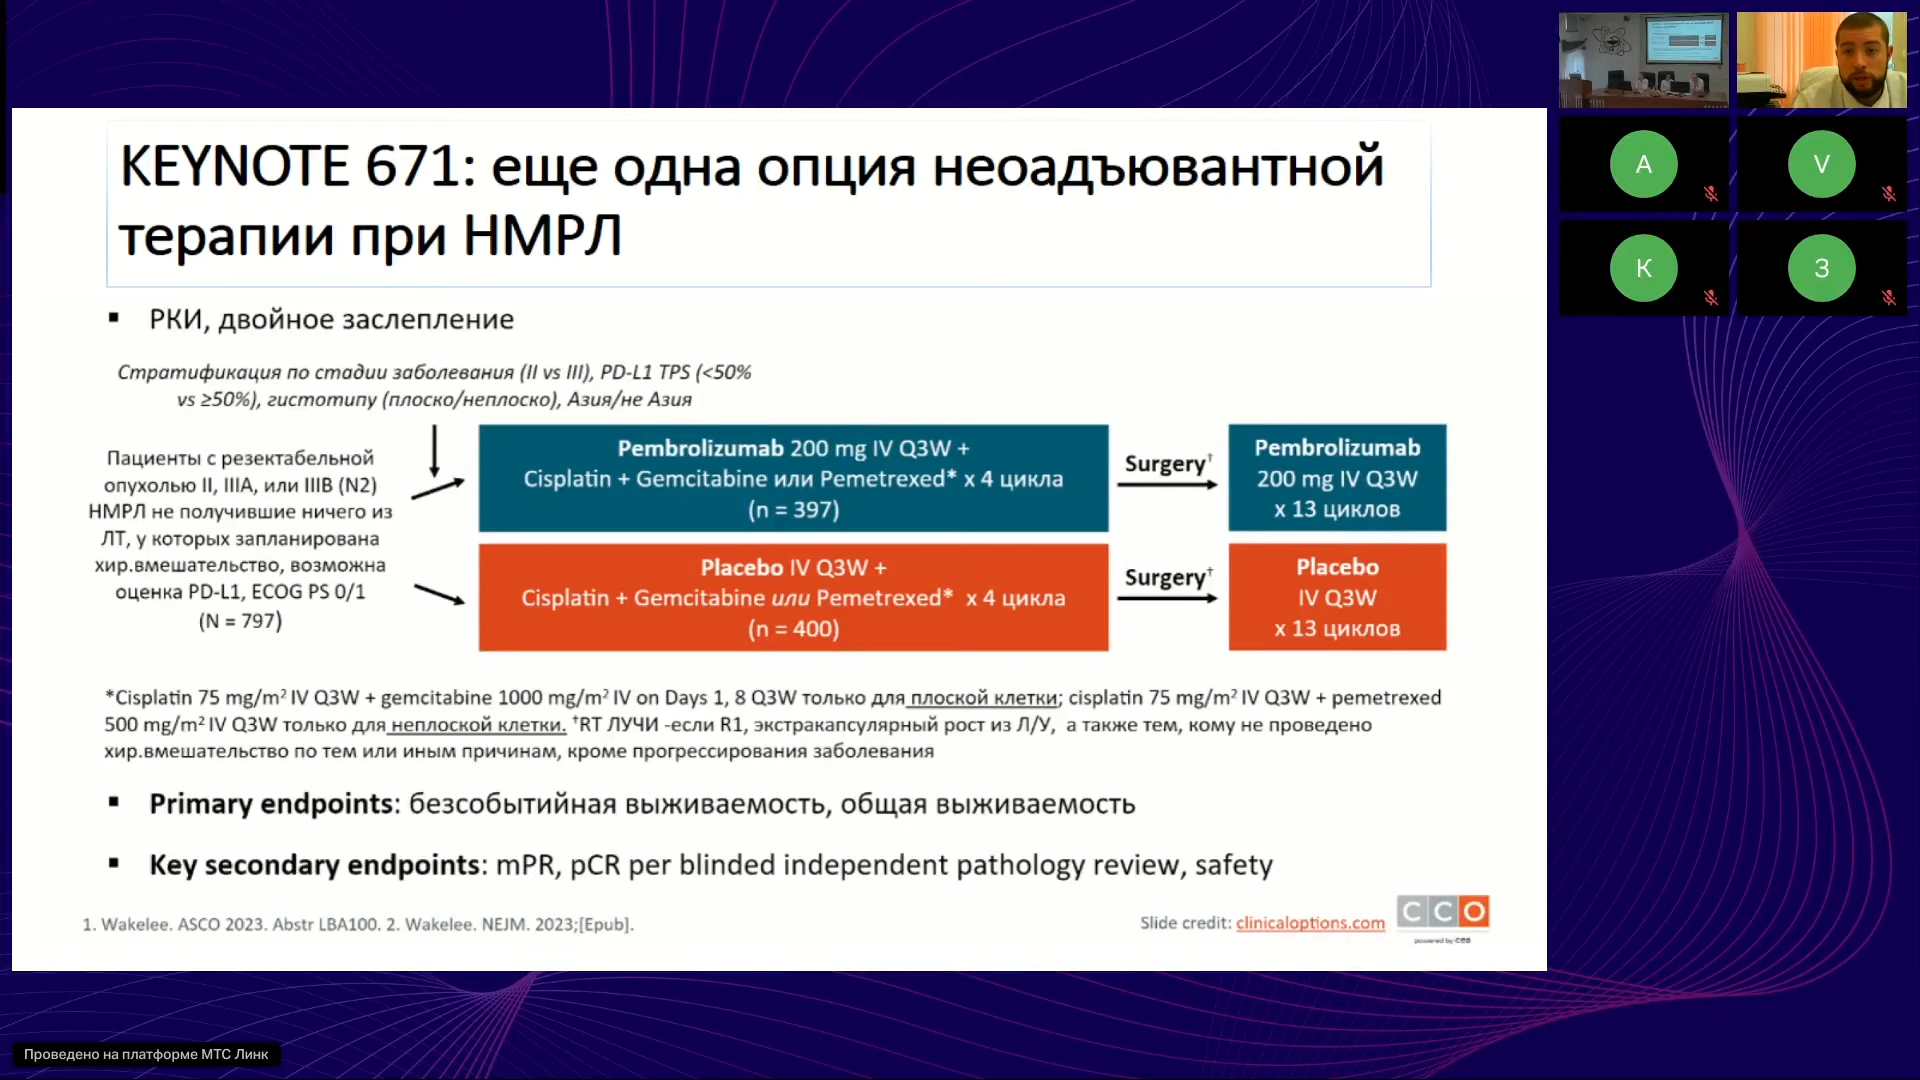 KEYNOTE 671: еще одна опция неоадъювантной
терапии при НМРЛ
▪ РКИ, двойное заслепление
Стратификация по стадии заболевания (II vs III), PD-L1 TPS (<50%
vs ≥50%), гистотипу (плоско/неплоско), Азия/не Азия
Пациенты с резектабельной
опухолью II, IIIA, или IIIB (N2)
НМРЛ не получившие ничего из
ЛТ, у которых запланирована
хир.вмешательство, возможна
оценка PD-L1, ECOG PS 0/1
(N = 797)
Pembrolizumab 200 mg IV Q3W +
Cisplatin + Gemcitabine или Pemetrexed* x 4 цикла
(n = 397)
Surgery†
Pembrolizumab
200 mg IV Q3W
x 13 циклов
Placebo IV Q3W +
Cisplatin + Gemcitabine или Pemetrexed* x 4 цикла
(n = 400)
Surgery†
Placebo
IV Q3W
x 13 циклов
*Cisplatin 75 mg/m² IV Q3W + gemcitabine 1000 mg/m² IV on Days 1, 8 Q3W только для плоской клетки; cisplatin 75 mg/m² IV Q3W + pemetrexed
500 mg/m² IV Q3W только для неплоской клетки. †RT ЛУЧИ -если R1, экстракапсулярный рост из Л/У, а также тем, кому не проведено
хир.вмешательство по тем или иным причинам, кроме прогрессирования заболевания
▪ Primary endpoints: безсобытийная выживаемость, общая выживаемость
▪ Key secondary endpoints: mPR, pCR per blinded independent pathology review, safety
1. Wakelee. ASCO 2023. Abstr LBA100. 2. Wakelee. NEJM. 2023;[Epub].
Slide credit: clinicaloptions.com
CCO
powered by cea
A
V
К
З
Проведено на платформе МТС Линк